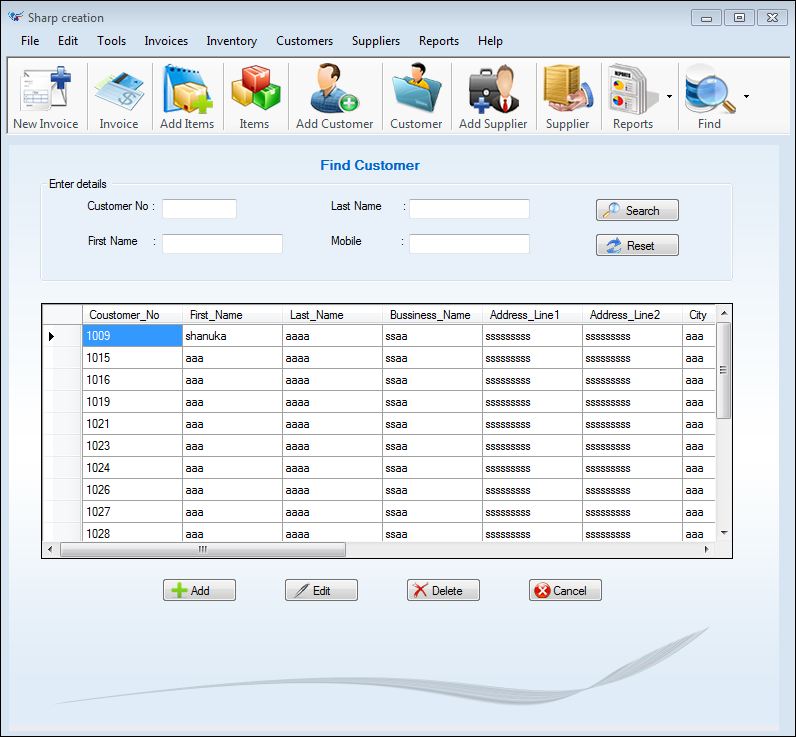 Sharp creation
File Edit Tools Invoices Inventory Customers Suppliers Reports Help
New Invoice Invoice Add Items Items Add Customer Customer Add Supplier Supplier Reports Find
Find Customer
Enter details
Customer No : Last Name : Search
First Name : Mobile : Reset
Coustomer_No First_Name Last_Name Bussiness_Name Address_Line1 Address_Line2 City
1009 shanuka aaaa ssaa sssssssss sssssssss aaa
1015 aaa aaaa ssaa sssssssss sssssssss aaa
1016 aaa aaaa ssaa sssssssss sssssssss aaa
1019 aaa aaaa ssaa sssssssss sssssssss aaa
1021 aaa aaaa ssaa sssssssss sssssssss aaa
1023 aaa aaaa ssaa sssssssss sssssssss aaa
1024 aaa aaaa ssaa sssssssss sssssssss aaa
1026 aaa aaaa ssaa sssssssss sssssssss aaa
1027 aaa aaaa ssaa sssssssss sssssssss aaa
1028 aaa aaaa ssaa sssssssss sssssssss aaa
Add Edit Delete Cancel